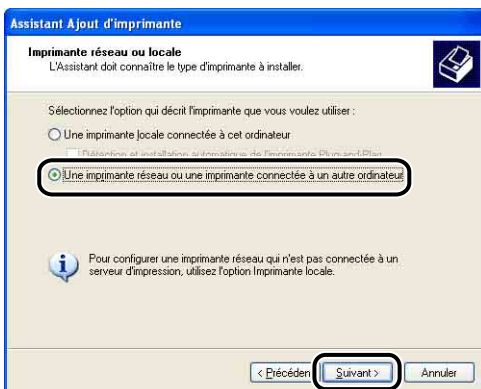 Assistant Ajout d'imprimante
Imprimante réseau ou locale
L'Assistant doit connaître le type d'imprimante à installer.
Sélectionnez l'option qui décrit l'imprimante que vous voulez utiliser :
Une imprimante locale connectée à cet ordinateur
Détection et installation automatique de l'imprimante Plug-and-Play
Une imprimante réseau ou une imprimante connectée à un autre ordinateur
Pour configurer une imprimante réseau qui n'est pas connectée à un
serveur d'impression, utilisez l'option Imprimante locale.
< Précéden
Suivant >
Annuler